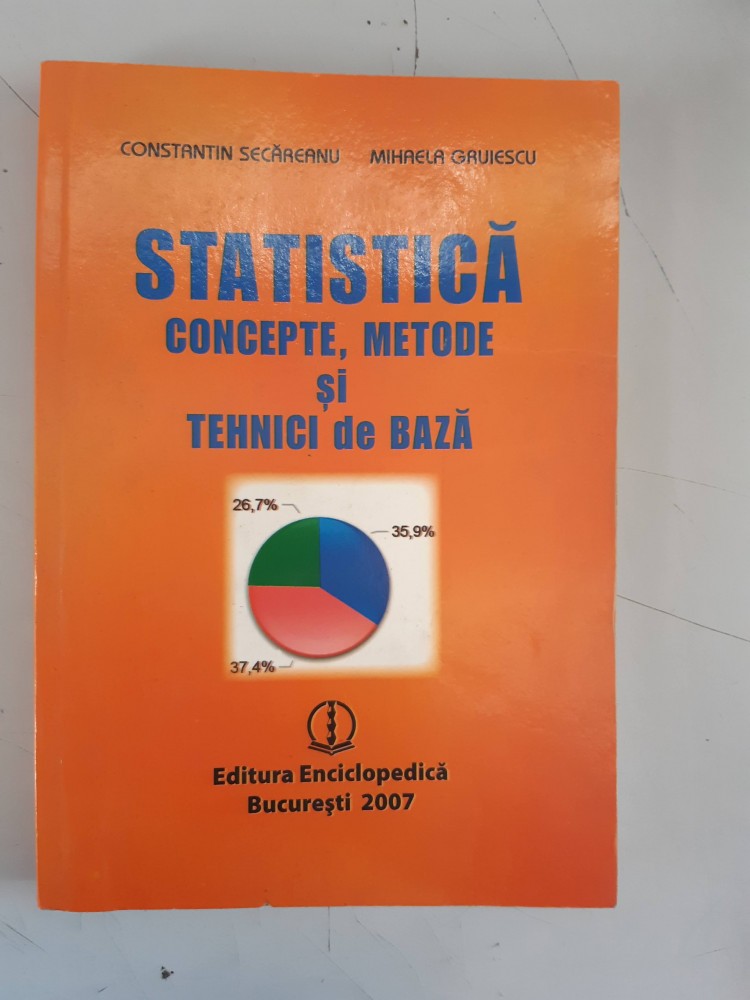 CONSTANTIN SECĂREANU MIHAELA GRUIESCU
STATISTICĂ
CONCEPTE, METODE
și
TEHNICI de BAZĂ
26,7%
35,9%
37,4%
Editura Enciclopedică
Bucureşti 2007